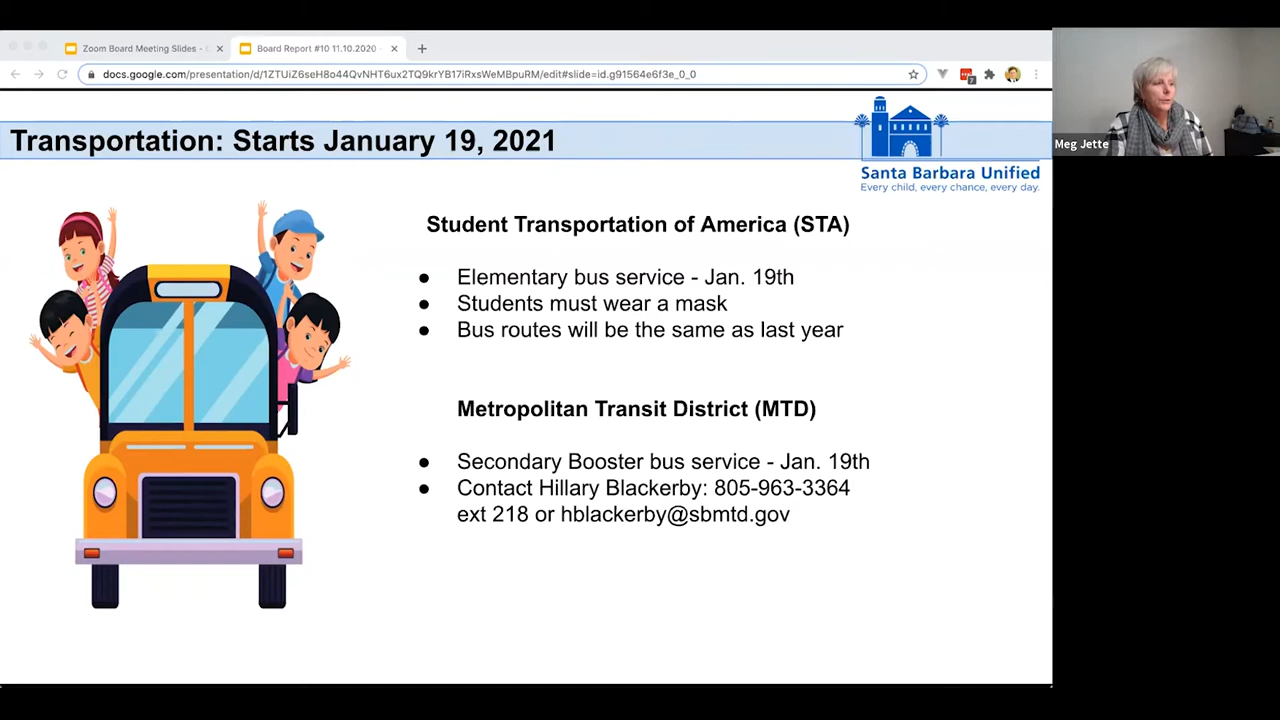 Zoom Board Meeting Slides -
Board Report #10 11.10.2020 -
docs.google.com/presentation/d/1ZTUiZ6seH8o44QvNHT6ux2TQ9krYB17iRxsWeMBpuRM/edit#slide=id.g91564e6f3e_0_0
7
Meg Jette
Transportation: Starts January 19, 2021
Santa Barbara Unified
Every child, every chance, every day.
Student Transportation of America (STA)
● Elementary bus service - Jan. 19th
● Students must wear a mask
● Bus routes will be the same as last year
Metropolitan Transit District (MTD)
● Secondary Booster bus service - Jan. 19th
● Contact Hillary Blackerby: 805-963-3364
ext 218 or hblackerby@sbmtd.gov